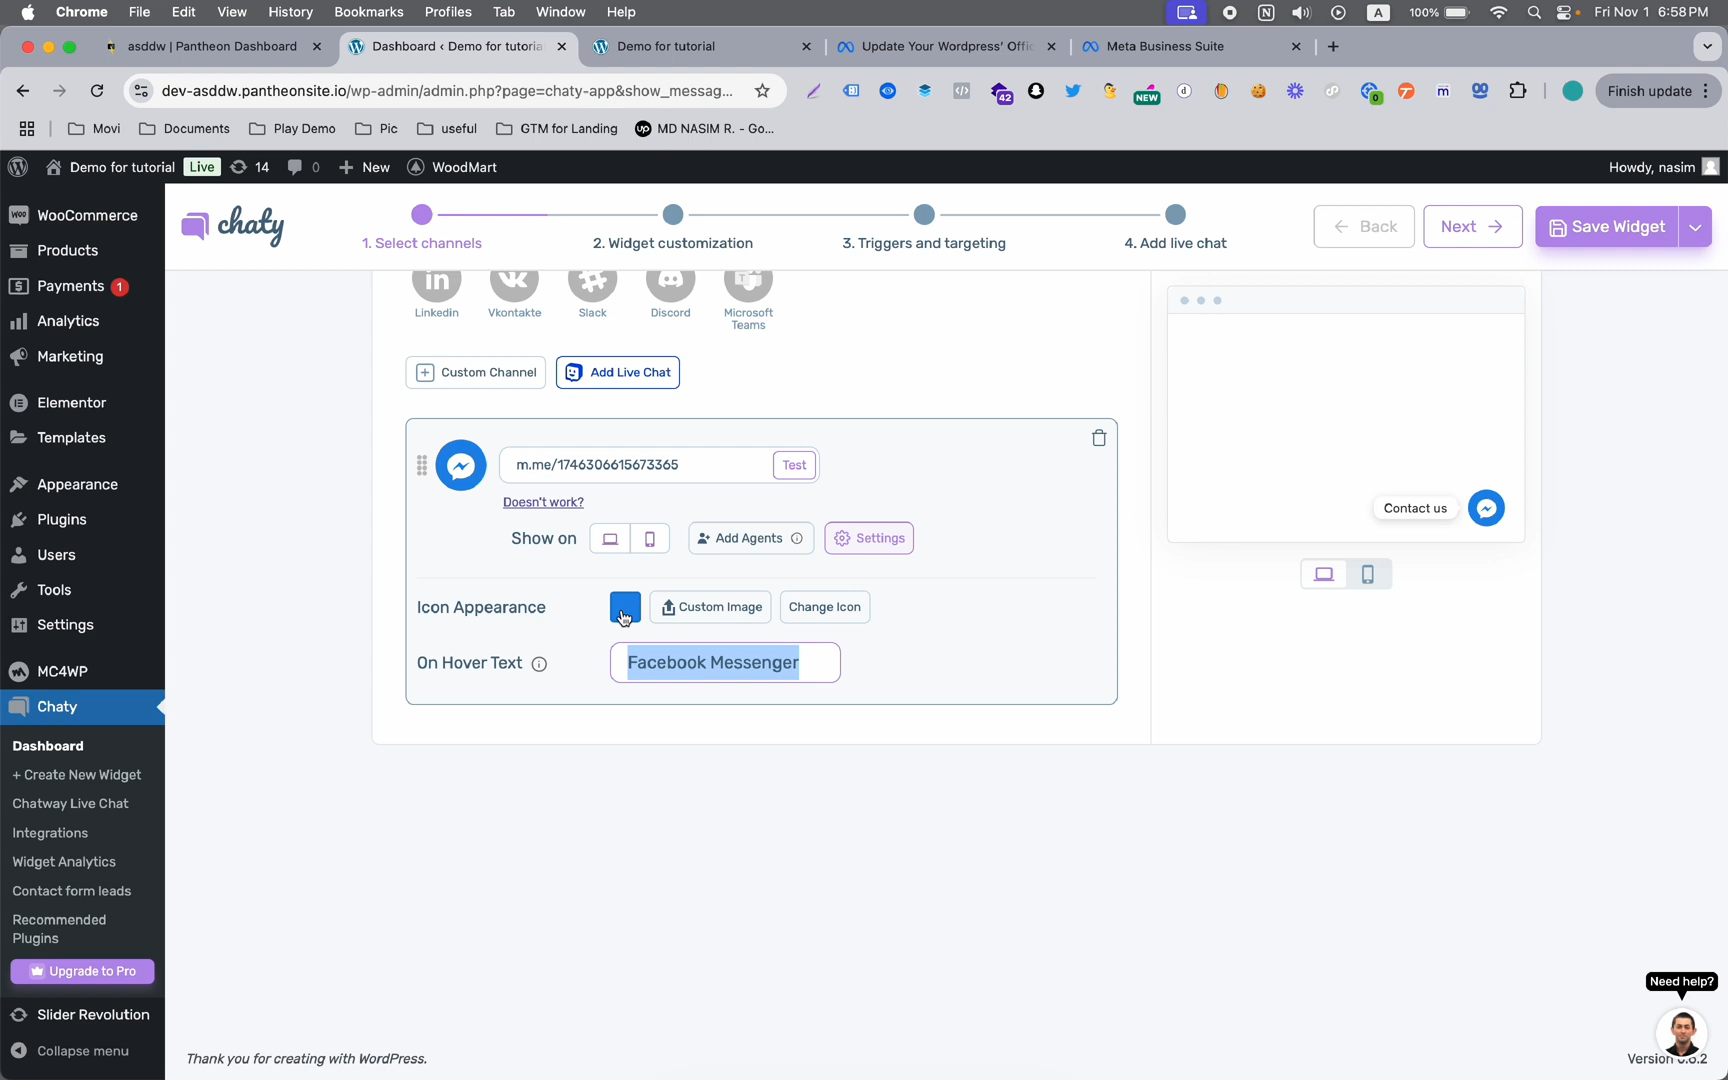 Chrome File Edit View History Bookmarks Profiles Tab Window Help A 100% Fri Nov 1 6:58 PM
asddw | Pantheon Dashboard Dashboard ‹ Demo for tutoria Demo for tutorial Update Your Wordpress' Offic Meta Business Suite
dev-asddw.pantheonsite.io/wp-admin/admin.php?page=chaty-app&show_messag... 42 NEW 0 Finish update
Movi Documents Play Demo Pic useful GTM for Landing MD NASIM R. - Go...
Demo for tutorial Live 14 0 New WoodMart Howdy, nasim
WooCommerce
Products
Payments 1
Analytics
Marketing
Elementor
Templates
Appearance
Plugins
Users
Tools
Settings
MC4WP
Chaty
Dashboard
+ Create New Widget
Chatway Live Chat
Integrations
Widget Analytics
Contact form leads
Recommended
Plugins
Upgrade to Pro
Slider Revolution
Collapse menu
chaty
1. Select channels
2. Widget customization
3. Triggers and targeting
4. Add live chat
Back
Next
Save Widget
Linkedin Vkontakte Slack Discord Microsoft
Teams
Custom Channel Add Live Chat
m.me/1746306615673365 Test
Doesn't work?
Show on Add Agents Settings
Icon Appearance Custom Image Change Icon
On Hover Text Facebook Messenger
Contact us
Need help?
Thank you for creating with WordPress.
Version